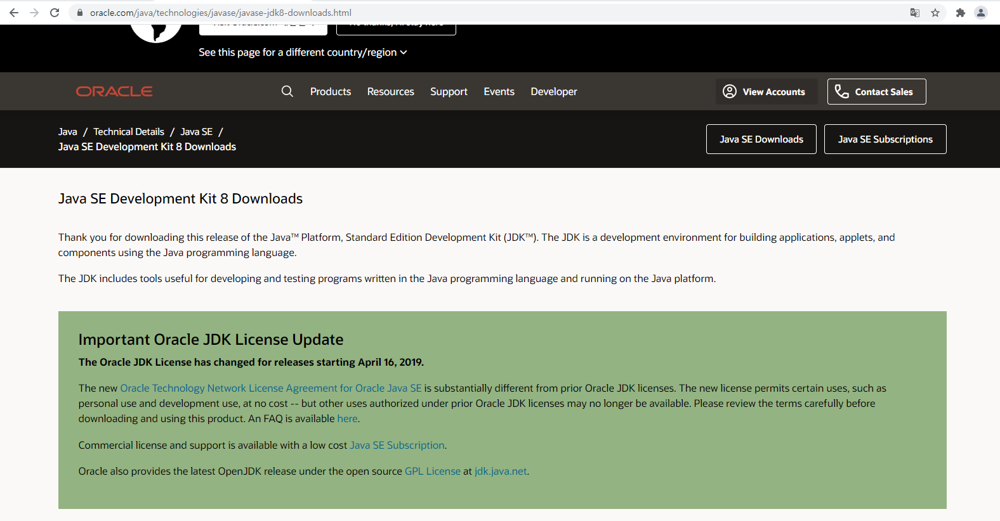 oracle.com/java/technologies/javase/javase-jdk8-downloads.html
See this page for a different country/region
ORACLE
Products
Resources
Support
Events
Developer
View Accounts
Contact Sales
Java / Technical Details / Java SE /
Java SE Development Kit 8 Downloads
Java SE Downloads
Java SE Subscriptions
Java SE Development Kit 8 Downloads
Thank you for downloading this release of the Java™ Platform, Standard Edition Development Kit (JDK™). The JDK is a development environment for building applications, applets, and
components using the Java programming language.
The JDK includes tools useful for developing and testing programs written in the Java programming language and running on the Java platform.
Important Oracle JDK License Update
The Oracle JDK License has changed for releases starting April 16, 2019.
The new Oracle Technology Network License Agreement for Oracle Java SE is substantially different from prior Oracle JDK licenses. The new license permits certain uses, such as
personal use and development use, at no cost -- but other uses authorized under prior Oracle JDK licenses may no longer be available. Please review the terms carefully before
downloading and using this product. An FAQ is available here.
Commercial license and support is available with a low cost Java SE Subscription.
Oracle also provides the latest OpenJDK release under the open source GPL License at jdk.java.net.